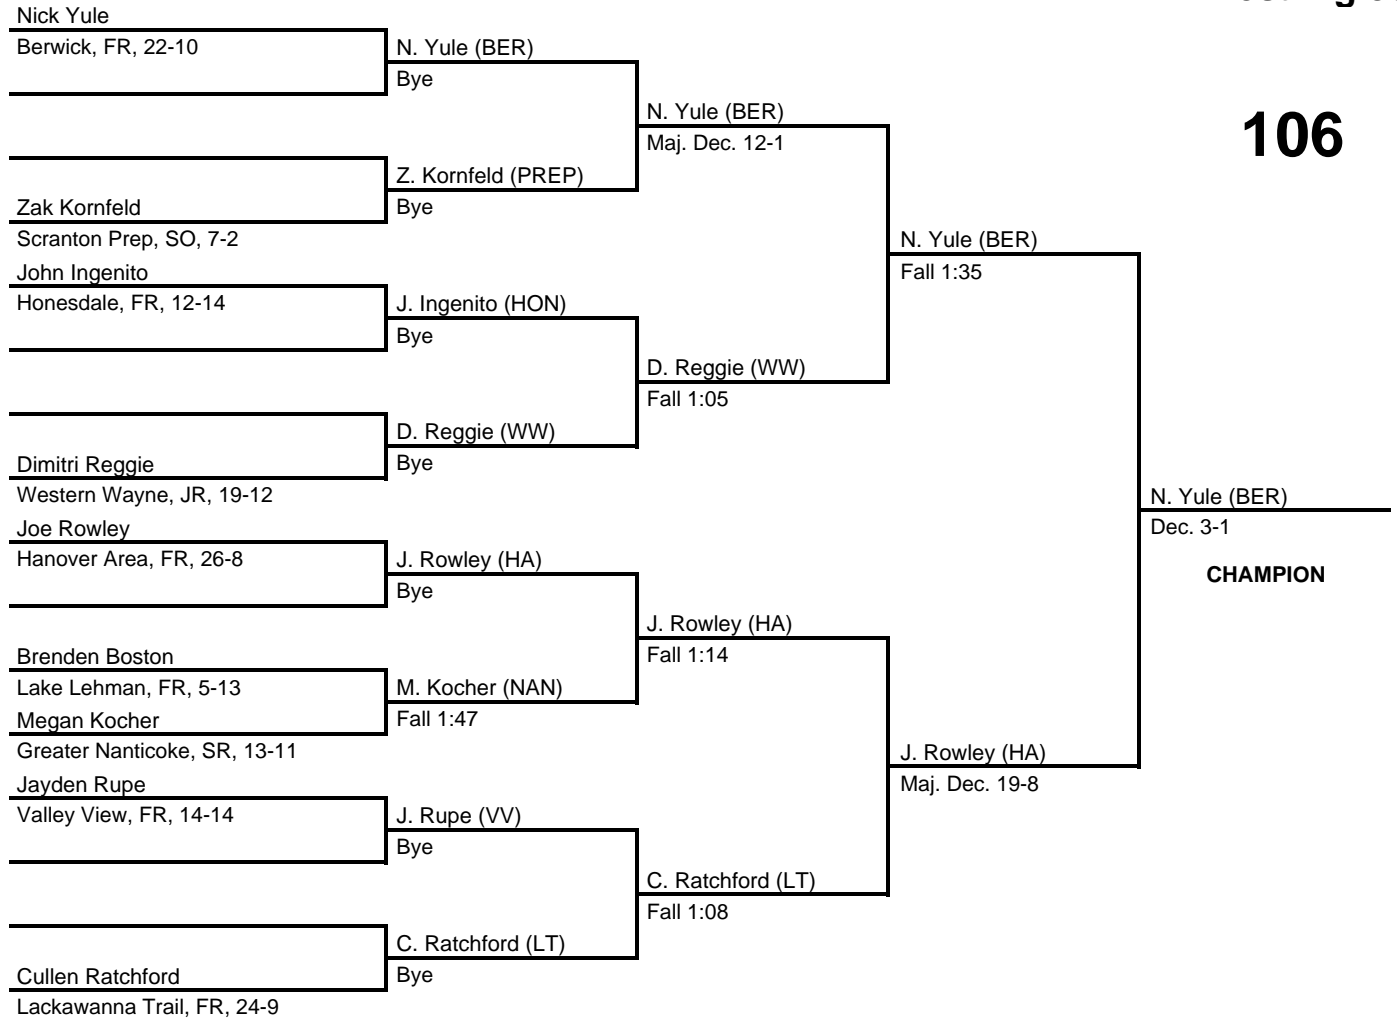 Nick Yule
Berwick, FR, 22-10
N. Yule (BER)
Bye
N. Yule (BER)
Maj. Dec. 12-1
106
Z. Kornfeld (PREP)
Bye
Zak Kornfeld
Scranton Prep, SO, 7-2
N. Yule (BER)
Fall 1:35
John Ingenito
Honesdale, FR, 12-14
J. Ingenito (HON)
Bye
D. Reggie (WW)
Fall 1:05
D. Reggie (WW)
Bye
Dimitri Reggie
Western Wayne, JR, 19-12
N. Yule (BER)
Dec. 3-1
CHAMPION
Joe Rowley
Hanover Area, FR, 26-8
J. Rowley (HA)
Bye
J. Rowley (HA)
Fall 1:14
Brenden Boston
Lake Lehman, FR, 5-13
M. Kocher (NAN)
Fall 1:47
Megan Kocher
Greater Nanticoke, SR, 13-11
J. Rowley (HA)
Maj. Dec. 19-8
Jayden Rupe
Valley View, FR, 14-14
J. Rupe (VV)
Bye
C. Ratchford (LT)
Fall 1:08
C. Ratchford (LT)
Bye
Cullen Ratchford
Lackawanna Trail, FR, 24-9